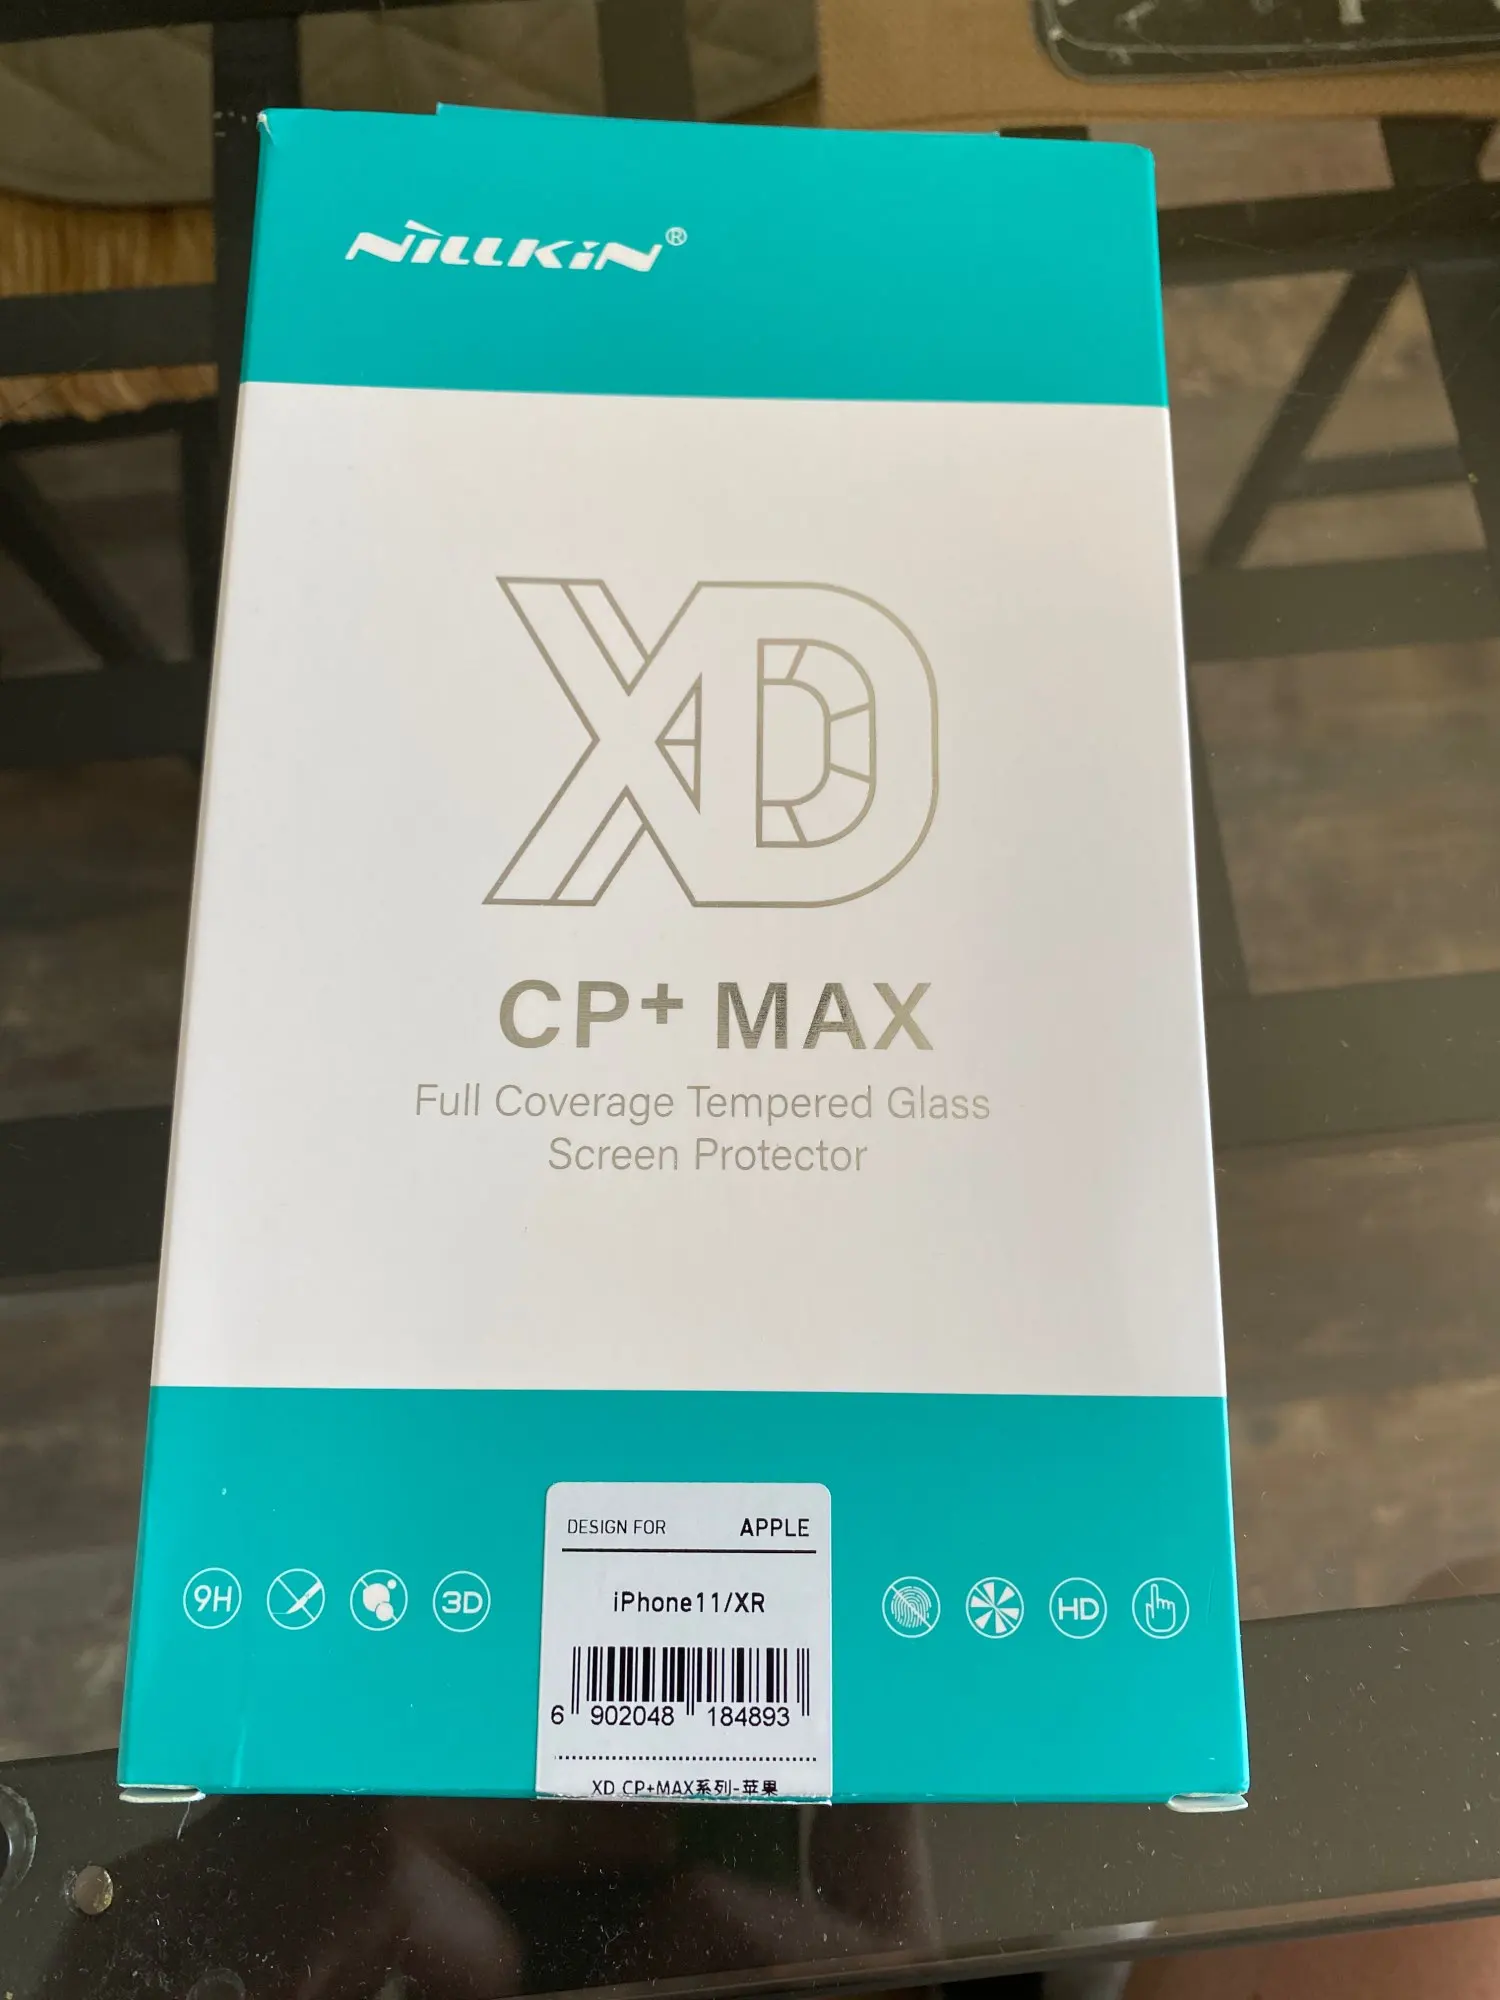 NILLKIN®
XD
CP+ MAX
Full Coverage Tempered Glass
Screen Protector
DESIGN FOR APPLE
iPhone11/XR
9H 3D HD
6 902048 184893
XD CP+MAX系列-苹果